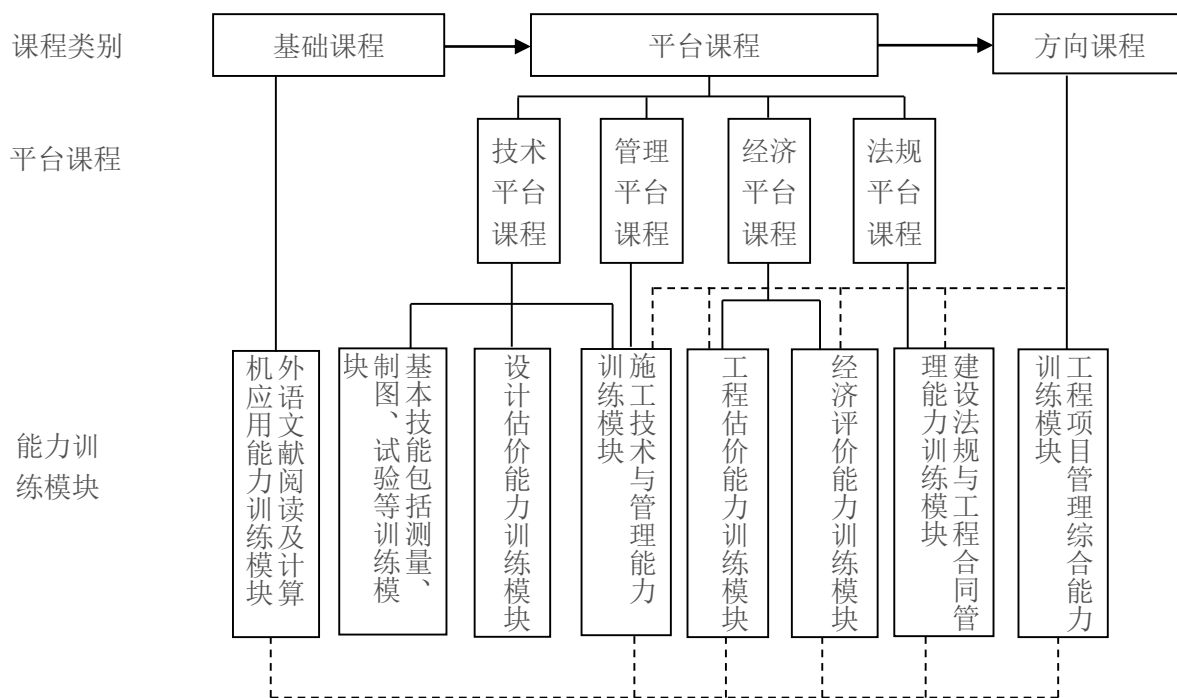 课程类别
基础课程
平台课程
方向课程
平台课程
技术
平台
课程
管理
平台
课程
经济
平台
课程
法规
平台
课程
能力训
练模块
外语文献阅读及计算
机应用能力训练模块
基本技能包括测量、
制图、试验等训练模
块
设计估价能力训练模块
施工技术与管理能力
训练模块
工程估价能力训练模块
经济评价能力训练模块
建设法规与工程合同管
理能力训练模块
工程项目管理综合能力
训练模块